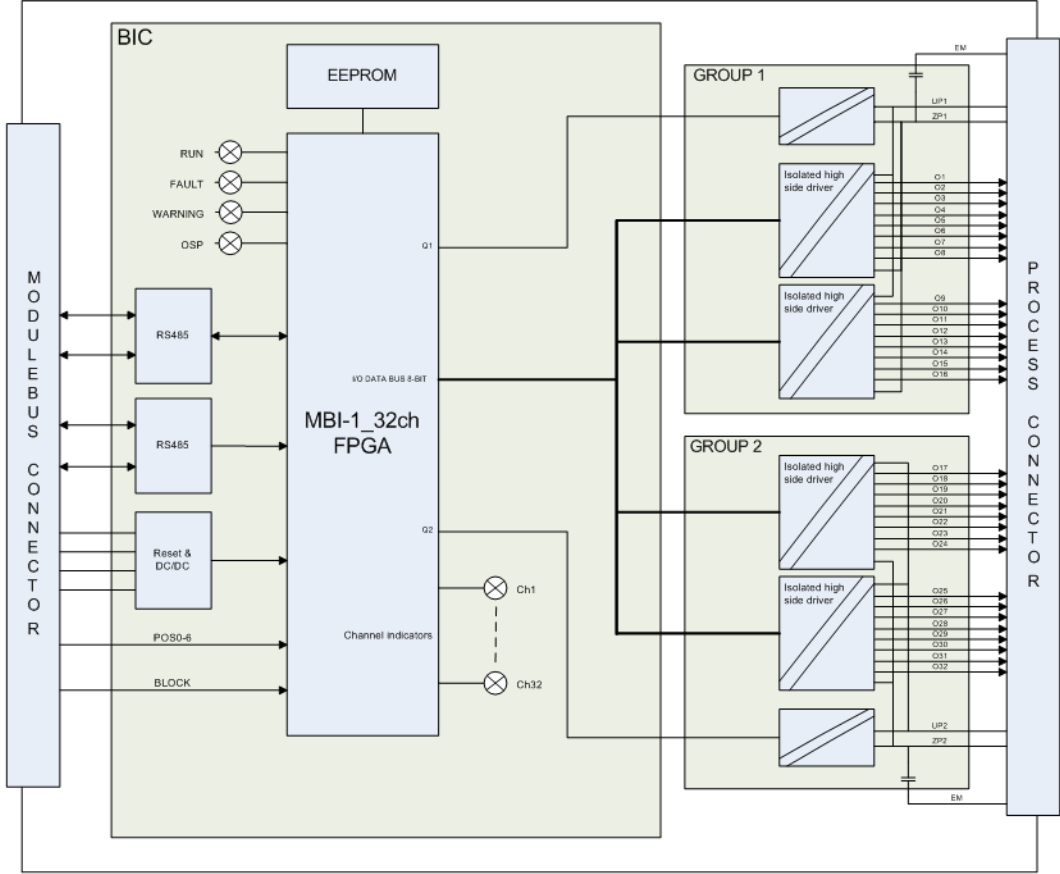 BIC
EEPROM
RUN
FAULT
WARNING
OSP
Q1
RS485
I/O DATA BUS 8-BIT
MBI-1_32ch
FPGA
RS485
Q2
Reset &
DC/DC
Ch1
Channel indicators
POS0-6
BLOCK
Ch32
MODULEBUS CONNECTOR
EM
GROUP 1
UP1
ZP1
Isolated high
side driver
O1
O2
O3
O4
O5
O6
O7
O8
Isolated high
side driver
O9
O10
O11
O12
O13
O14
O15
O16
GROUP 2
Isolated high
side driver
O17
O18
O19
O20
O21
O22
O23
O24
Isolated high
side driver
O25
O26
O27
O28
O29
O30
O31
O32
UP2
ZP2
EM
PROCESS CONNECTOR